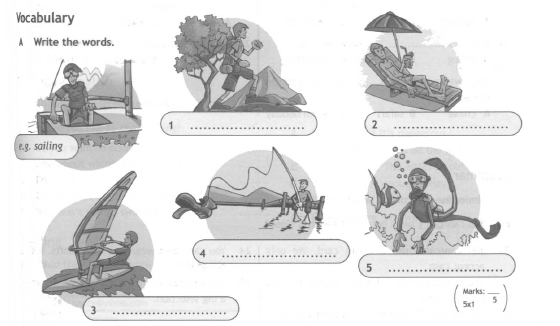 Vocabulary
A Write the words.
e.g. sailing
1 ..............................
2 ..............................
3 ..............................
4 ..............................
5 ..............................
Marks: __
5x1 5